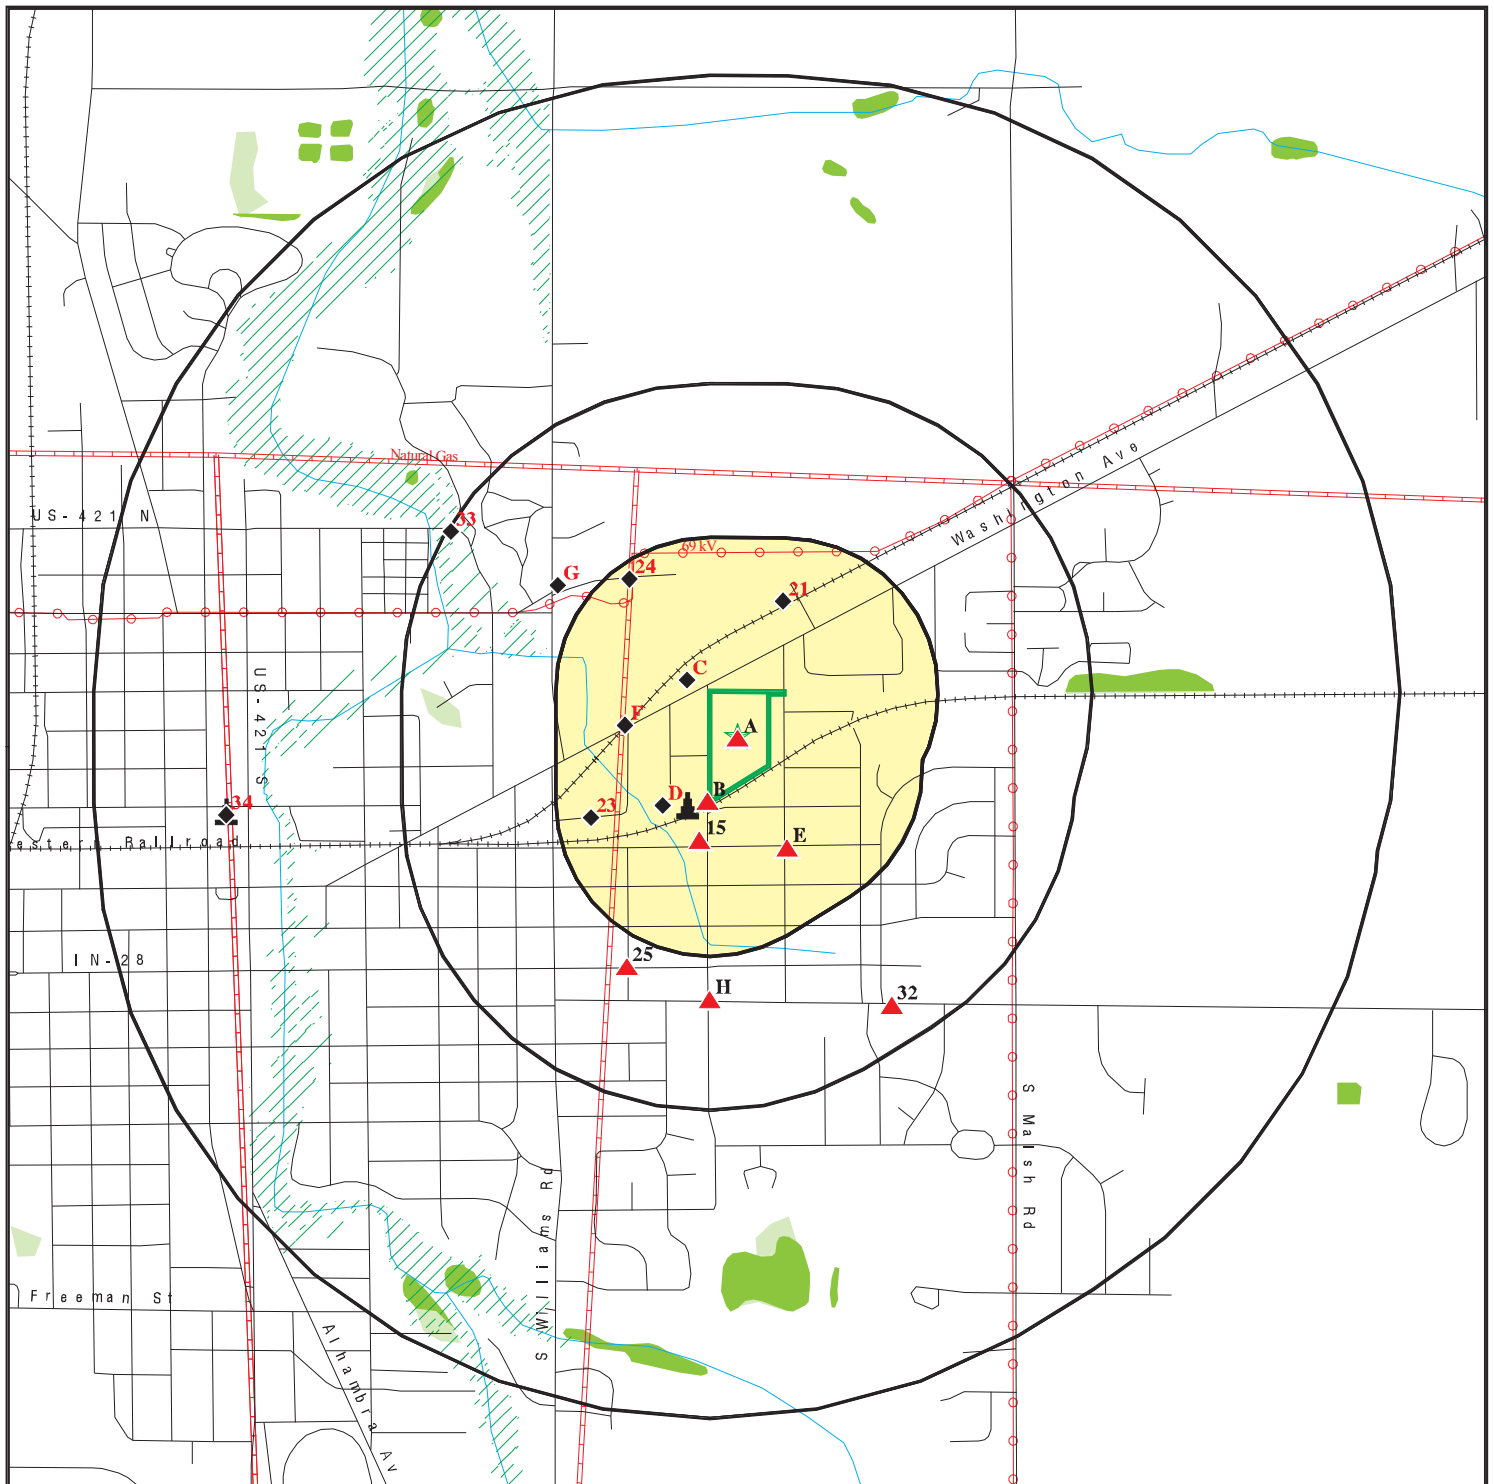 Natural Gas
Washington Ave
US-421 N
33
69 kV
24
G
21
C
US-421 S
F
A
B
D
34
23
15
E
estern Railroad
25
IN-28
H
32
S Maish Rd
S Williams Rd
Freeman St
Alhambra Av